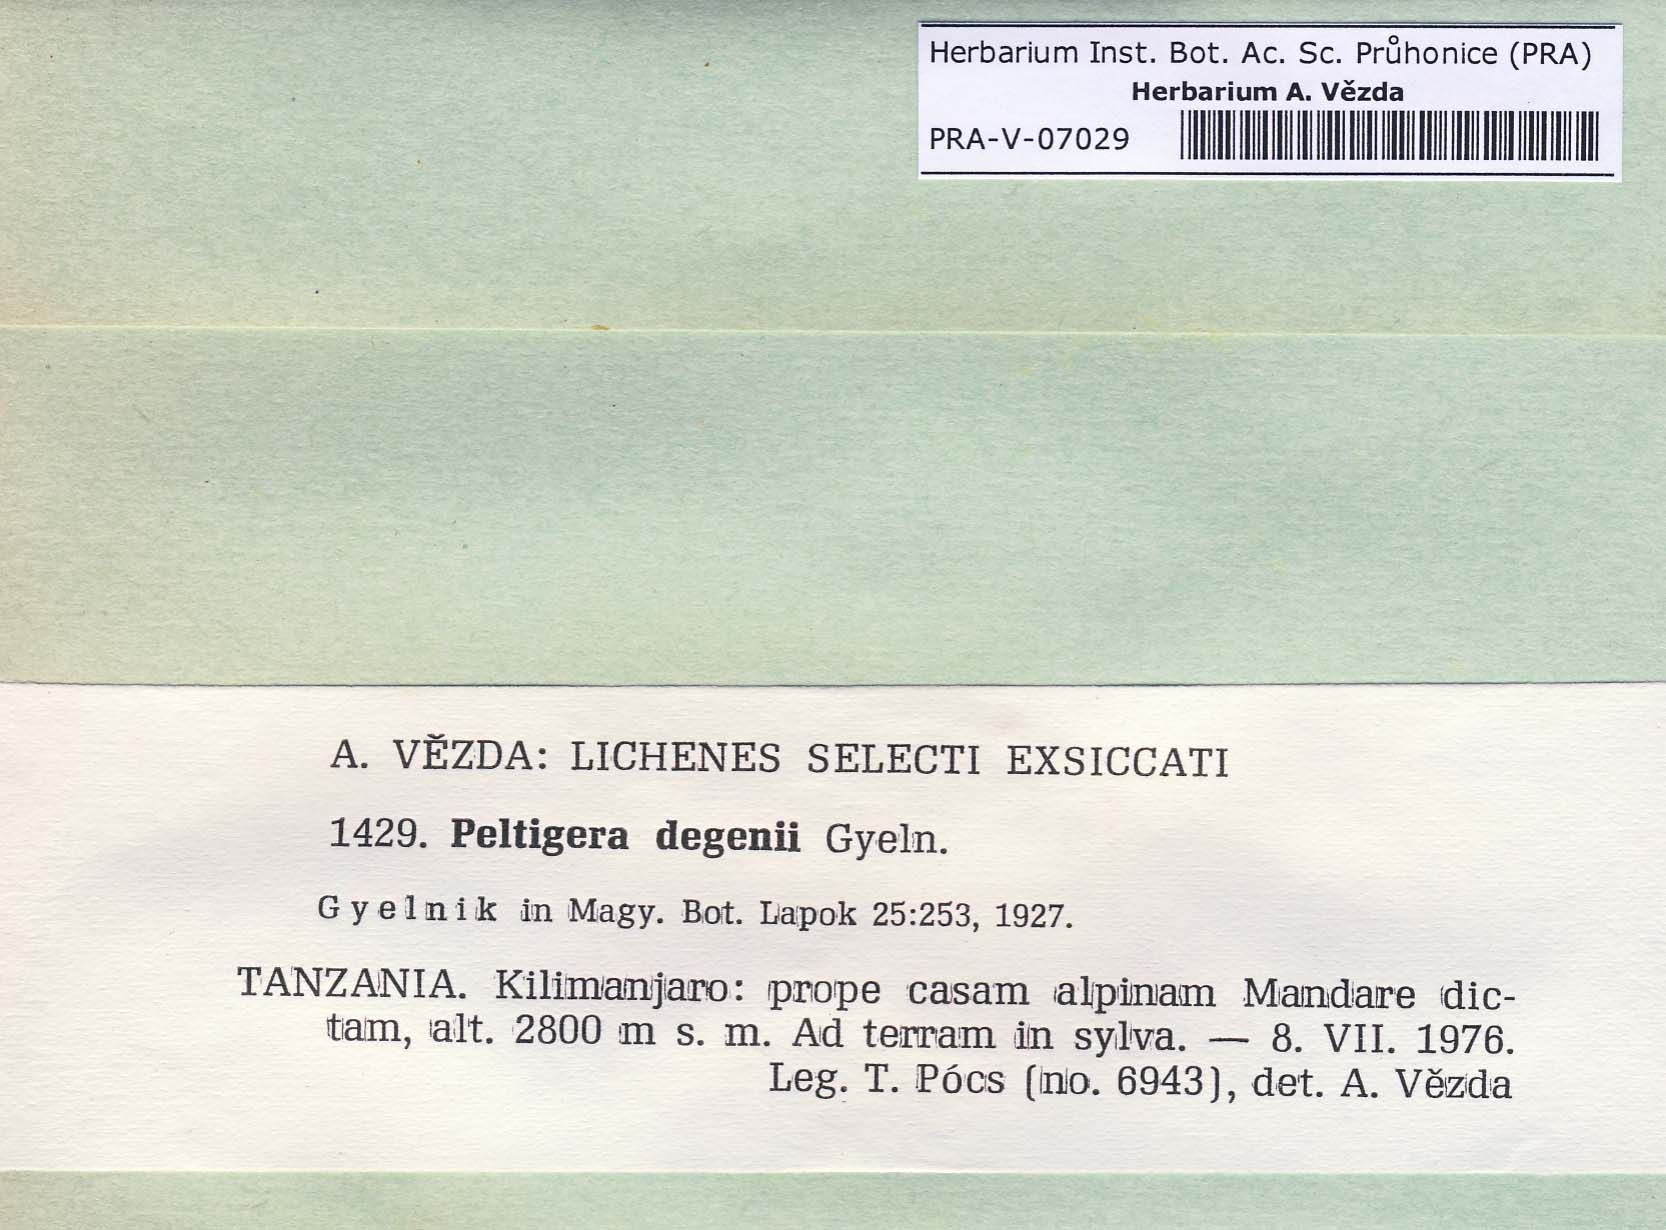 Herbarium Inst. Bot. Ac. Sc. Průhonice (PRA)
Herbarium A. Vězda
PRA-V-07029
A. VĚZDA: LICHENES SELECTI EXSICCATI
1429. Peltigera degenii Gyeln.
Gyelnik in Magy. Bot. Lapok 25:253, 1927.
TANZANIA. Kilimanjaro: prope casam alpinam Mandare dic-
tam, alt. 2800 m s. m. Ad terram in sylva. — 8. VII. 1976.
Leg. T. Pócs (no. 6943), det. A. Vězda